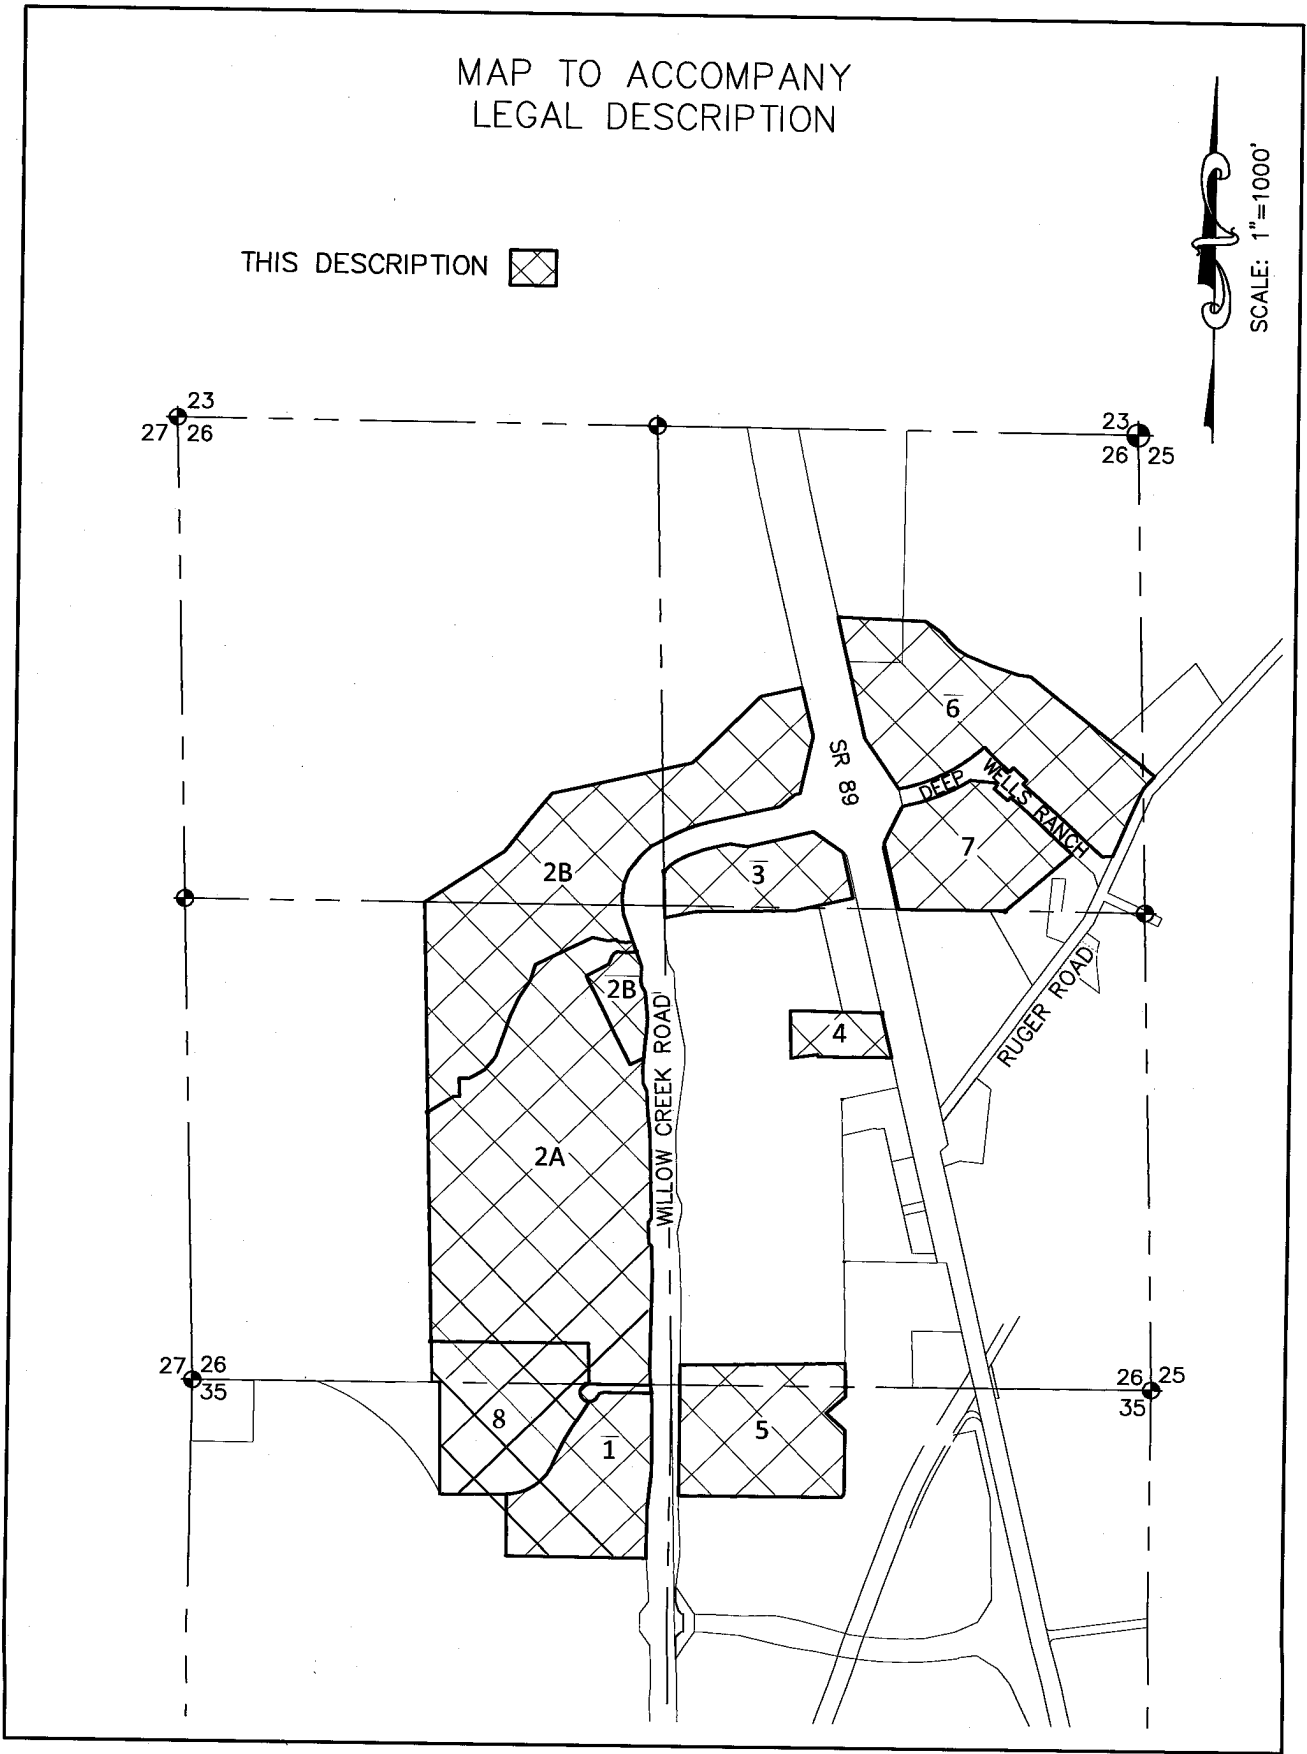 MAP TO ACCOMPANY
LEGAL DESCRIPTION
SCALE: 1"=1000'
THIS DESCRIPTION
23
27 26
23
26 25
6
SR 89
DEEP WELLS RANCH
2B
3
7
2B
WILLOW CREEK ROAD
4
RUGER ROAD
2A
27 26
35
26 25
35
8
1
5